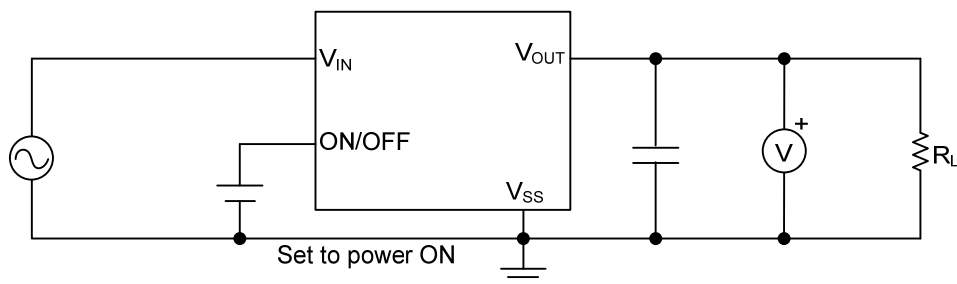 VIN
VOUT
ON/OFF
+
V
RL
VSS
Set to power ON